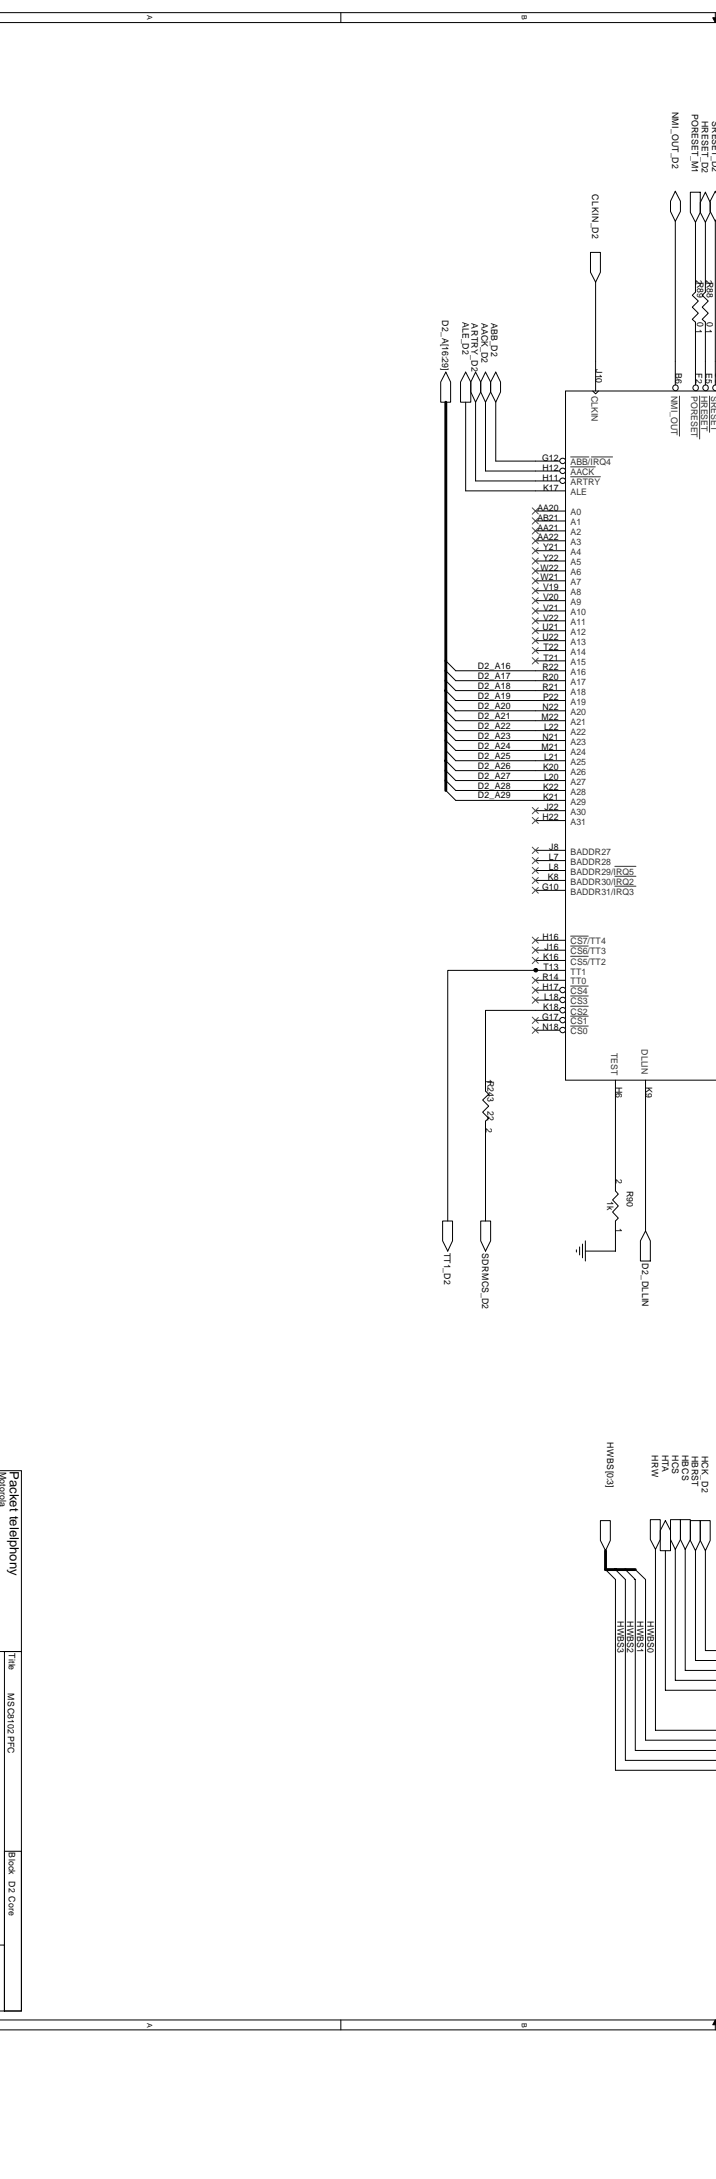 A
B
SRESET_D2
HRESET_D2
PORESET_M1
NMI_OUT_D2
CLKIN_D2
2 R88 0.1
2 R89 0.1
E5
F2
B6
J10
SRESET
HRESET
PORESET
NMI_OUT
CLKIN
ABB_D2
AACK_D2
ARTRY_D2
ALE_D2
D2_A[16:29]
G12 ABB/IRQ4
H12 AACK
H11 ARTRY
K17 ALE
AA20 A0
AB21 A1
AA21 A2
AA22 A3
Y21 A4
Y22 A5
W22 A6
W21 A7
V19 A8
V20 A9
V21 A10
V22 A11
U21 A12
U22 A13
T22 A14
T21 A15
D2_A16 R22 A16
D2_A17 R20 A17
D2_A18 R21 A18
D2_A19 P22 A19
D2_A20 N22 A20
D2_A21 M22 A21
D2_A22 L22 A22
D2_A23 N21 A23
D2_A24 M21 A24
D2_A25 L21 A25
D2_A26 K20 A26
D2_A27 L20 A27
D2_A28 K22 A28
D2_A29 K21 A29
J22 A30
H22 A31
J8 BADDR27
L7 BADDR28
L8 BADDR29/IRQ5
K8 BADDR30/IRQ2
G10 BADDR31/IRQ3
H16 CS7/TT4
J16 CS6/TT3
K16 CS5/TT2
T13 TT1
R14 TT0
H17 CS4
L18 CS3
K18 CS2
G17 CS1
N18 CS0
TEST
DLLIN
H6
K9
R243 22 2
2 R90 1k 1
TT1_D2
SDRMCS_D2
D2_DLLIN
HCK_D2
HBRST
HBCS
HCS
HTA
HRW
HWBS[0:3]
HWBS0
HWBS1
HWBS2
HWBS3
Packet telelphony
Motorola
Title MSC8102 PFC
Block D2 Core
A
B